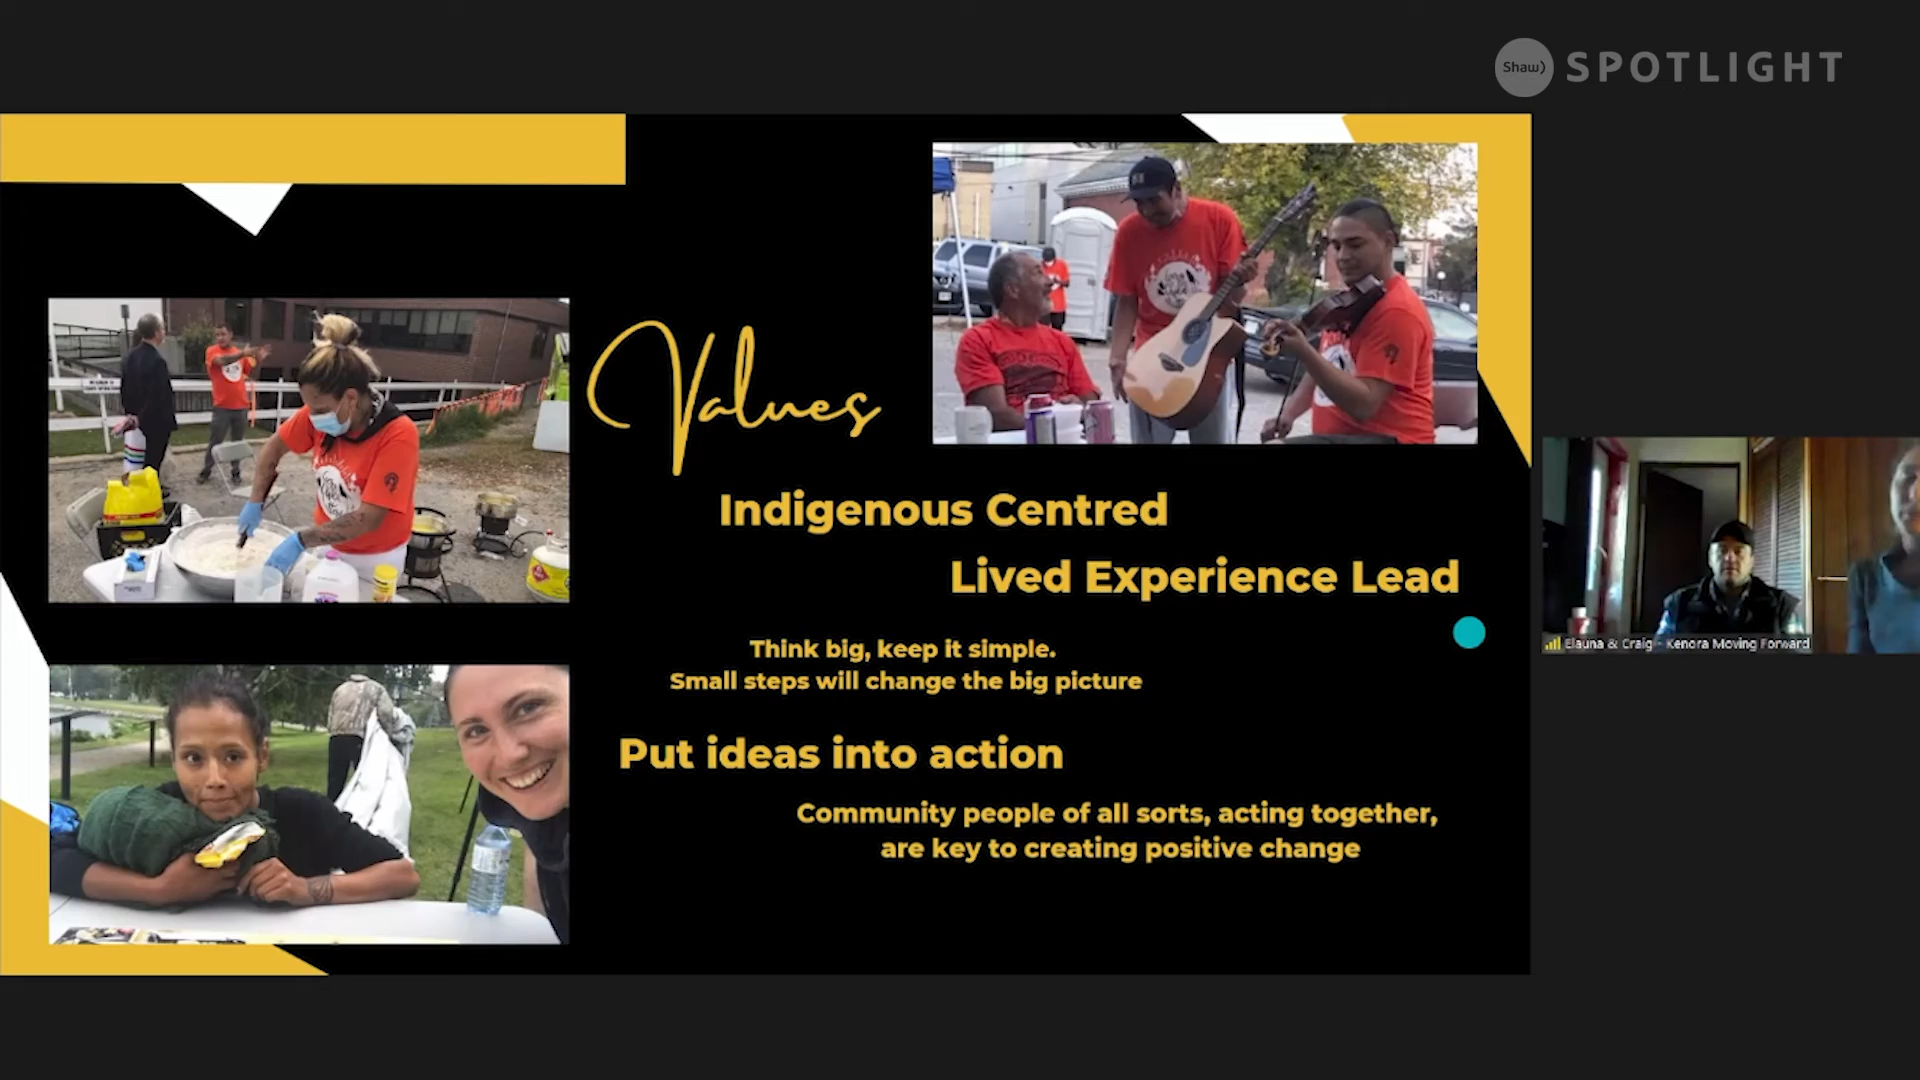 Shaw) SPOTLIGHT
Values
Indigenous Centred
Lived Experience Lead
Think big, keep it simple.
Small steps will change the big picture
Put ideas into action
Community people of all sorts, acting together,
are key to creating positive change
Elauna & Craig - Kenora Moving Forward